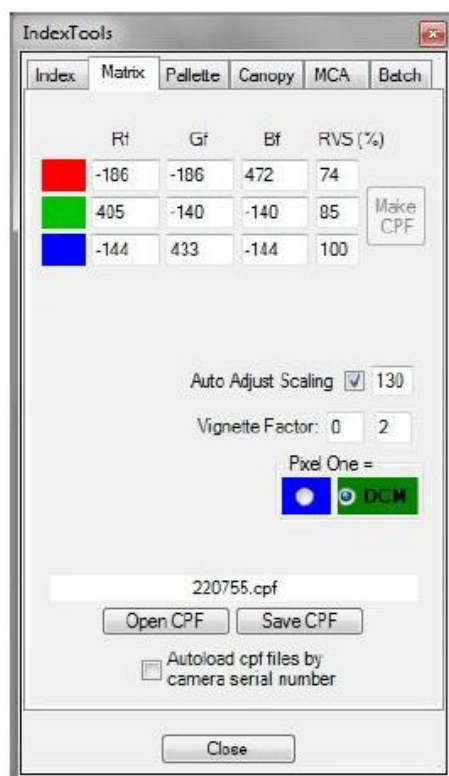 IndexTools
Index Matrix Pallette Canopy MCA Batch
Rf Gf Bf RVS (%)
-186 -186 472 74
405 -140 -140 85
Make CPF
-144 433 -144 100
Auto Adjust Scaling 130
Vignette Factor: 0 2
Pixel One =
DCM
220755.cpf
Open CPF Save CPF
Autoload cpf files by
camera serial number
Close